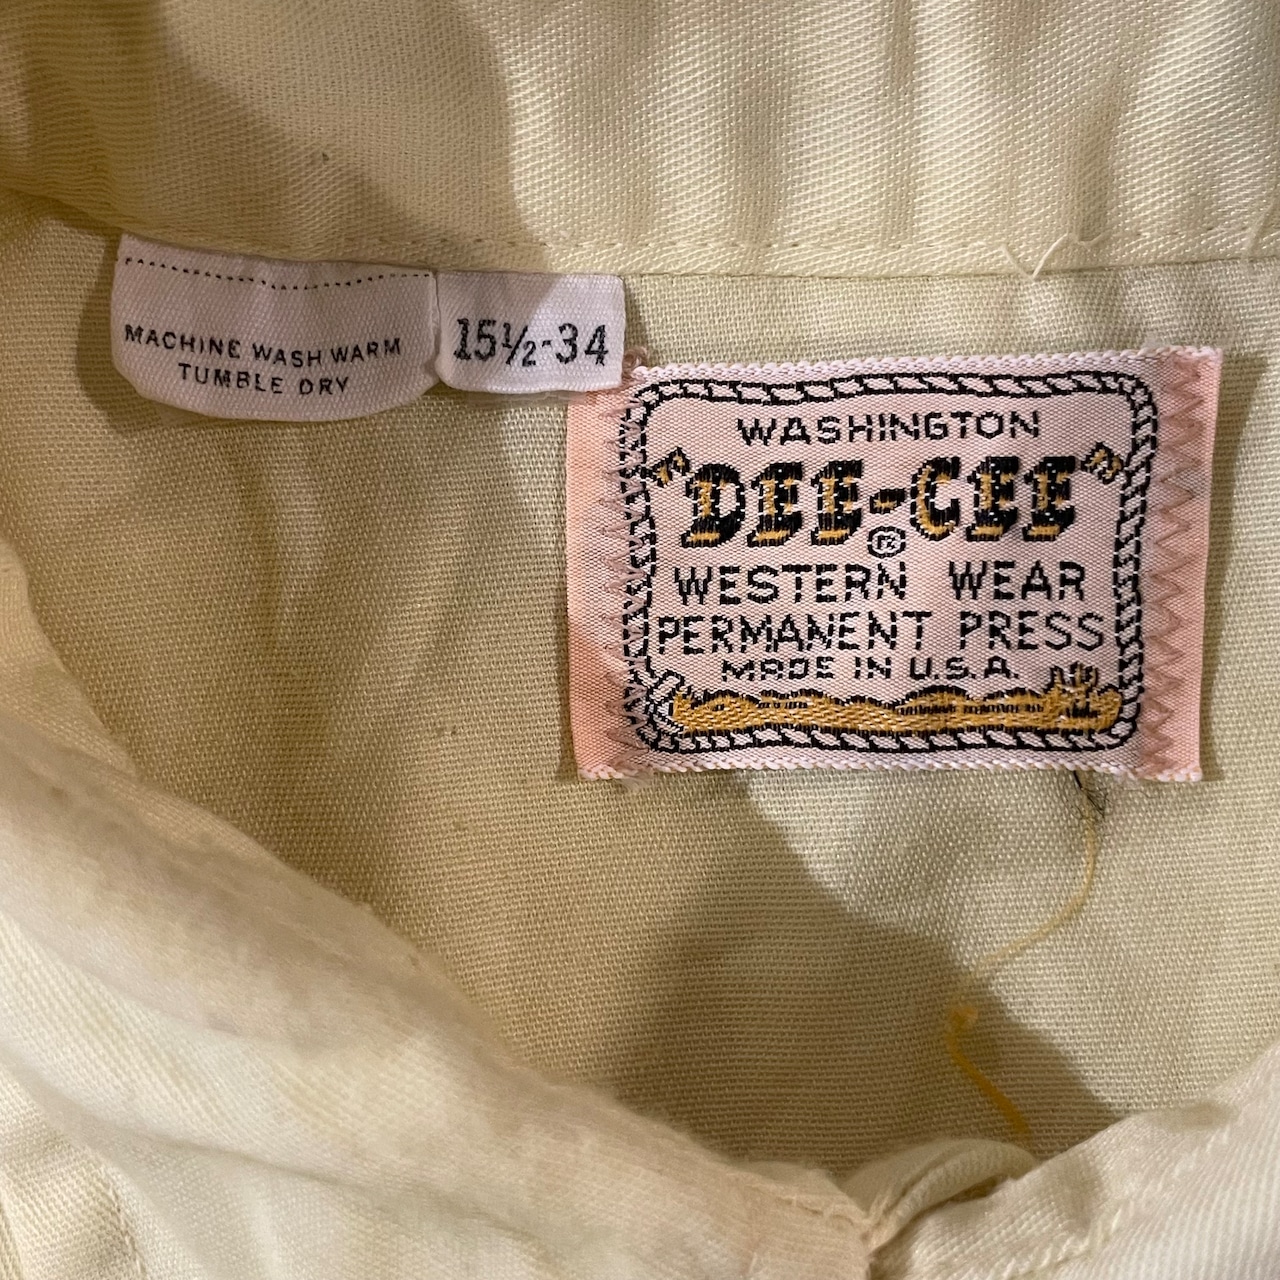 MACHINE WASH WARM
TUMBLE DRY
15½-34
WASHINGTON
"DEE-CEE"
®
WESTERN WEAR
PERMANENT PRESS
MADE IN U.S.A.